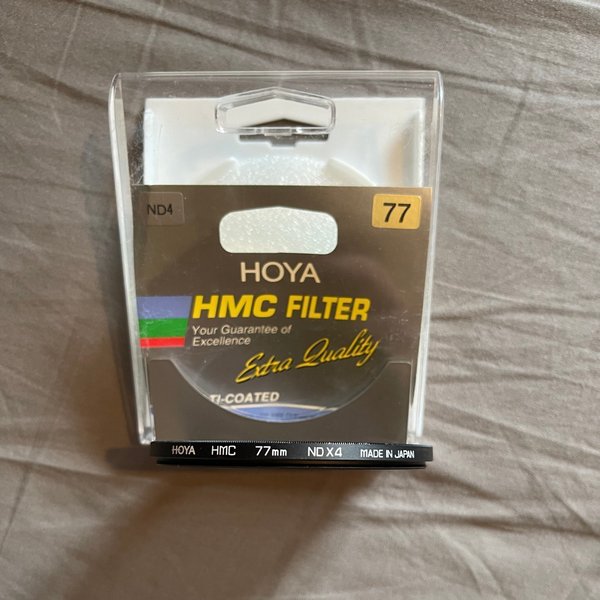 ND4
77
HOYA
HMC FILTER
Your Guarantee of
Excellence
Extra Quality
TI-COATED
HOYA HMC 77mm NDX4 MADE IN JAPAN